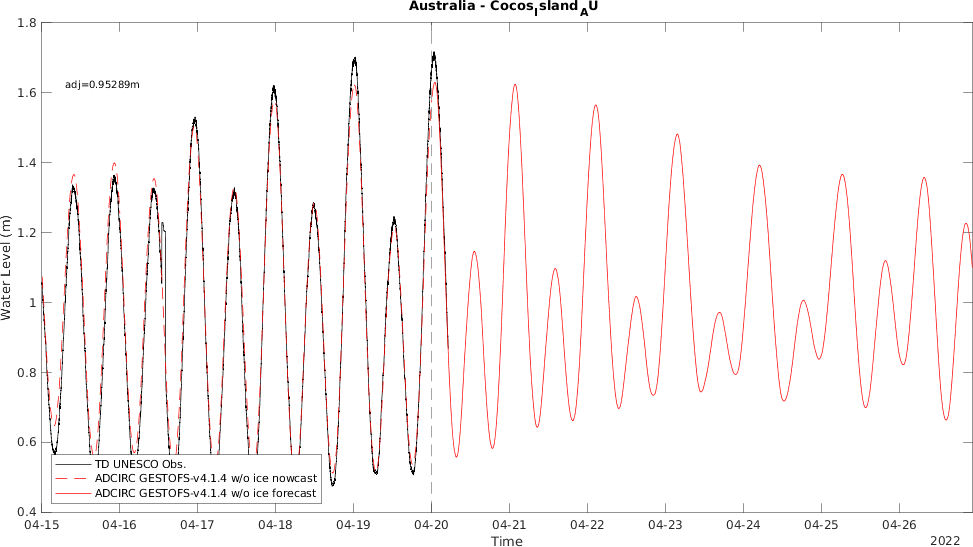 Australia - Cocos_Island_AU
1.8
1.6
1.4
1.2
1
0.8
0.6
0.4
Water Level (m)
adj=0.95289m
TD UNESCO Obs.
ADCIRC GESTOFS-v4.1.4 w/o ice nowcast
ADCIRC GESTOFS-v4.1.4 w/o ice forecast
04-15 04-16 04-17 04-18 04-19 04-20 04-21 04-22 04-23 04-24 04-25 04-26
Time
2022